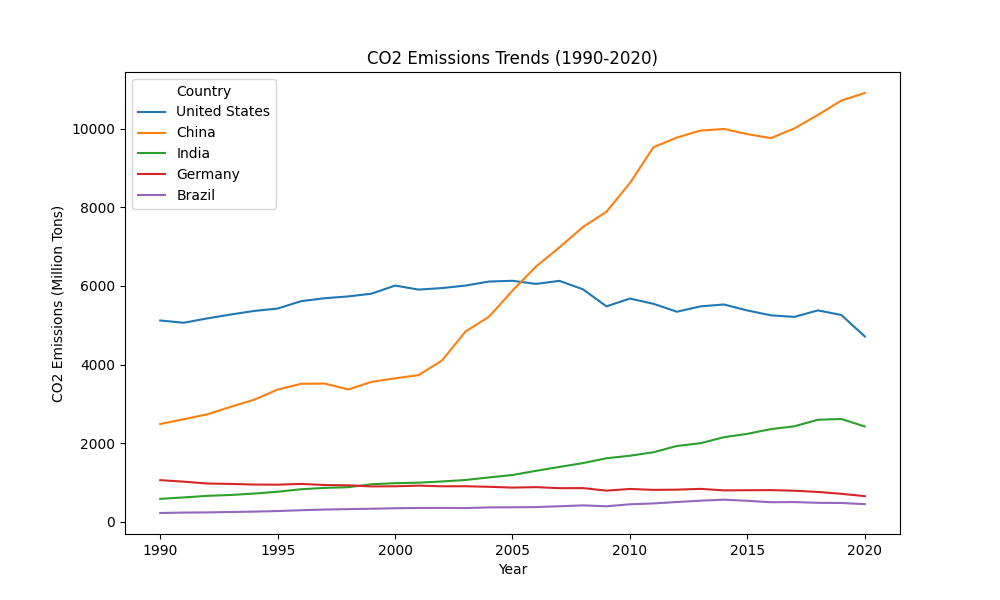 CO2 Emissions Trends (1990-2020)
Country
United States
China
India
Germany
Brazil
CO2 Emissions (Million Tons)
10000
8000
6000
4000
2000
0
1990 1995 2000 2005 2010 2015 2020
Year